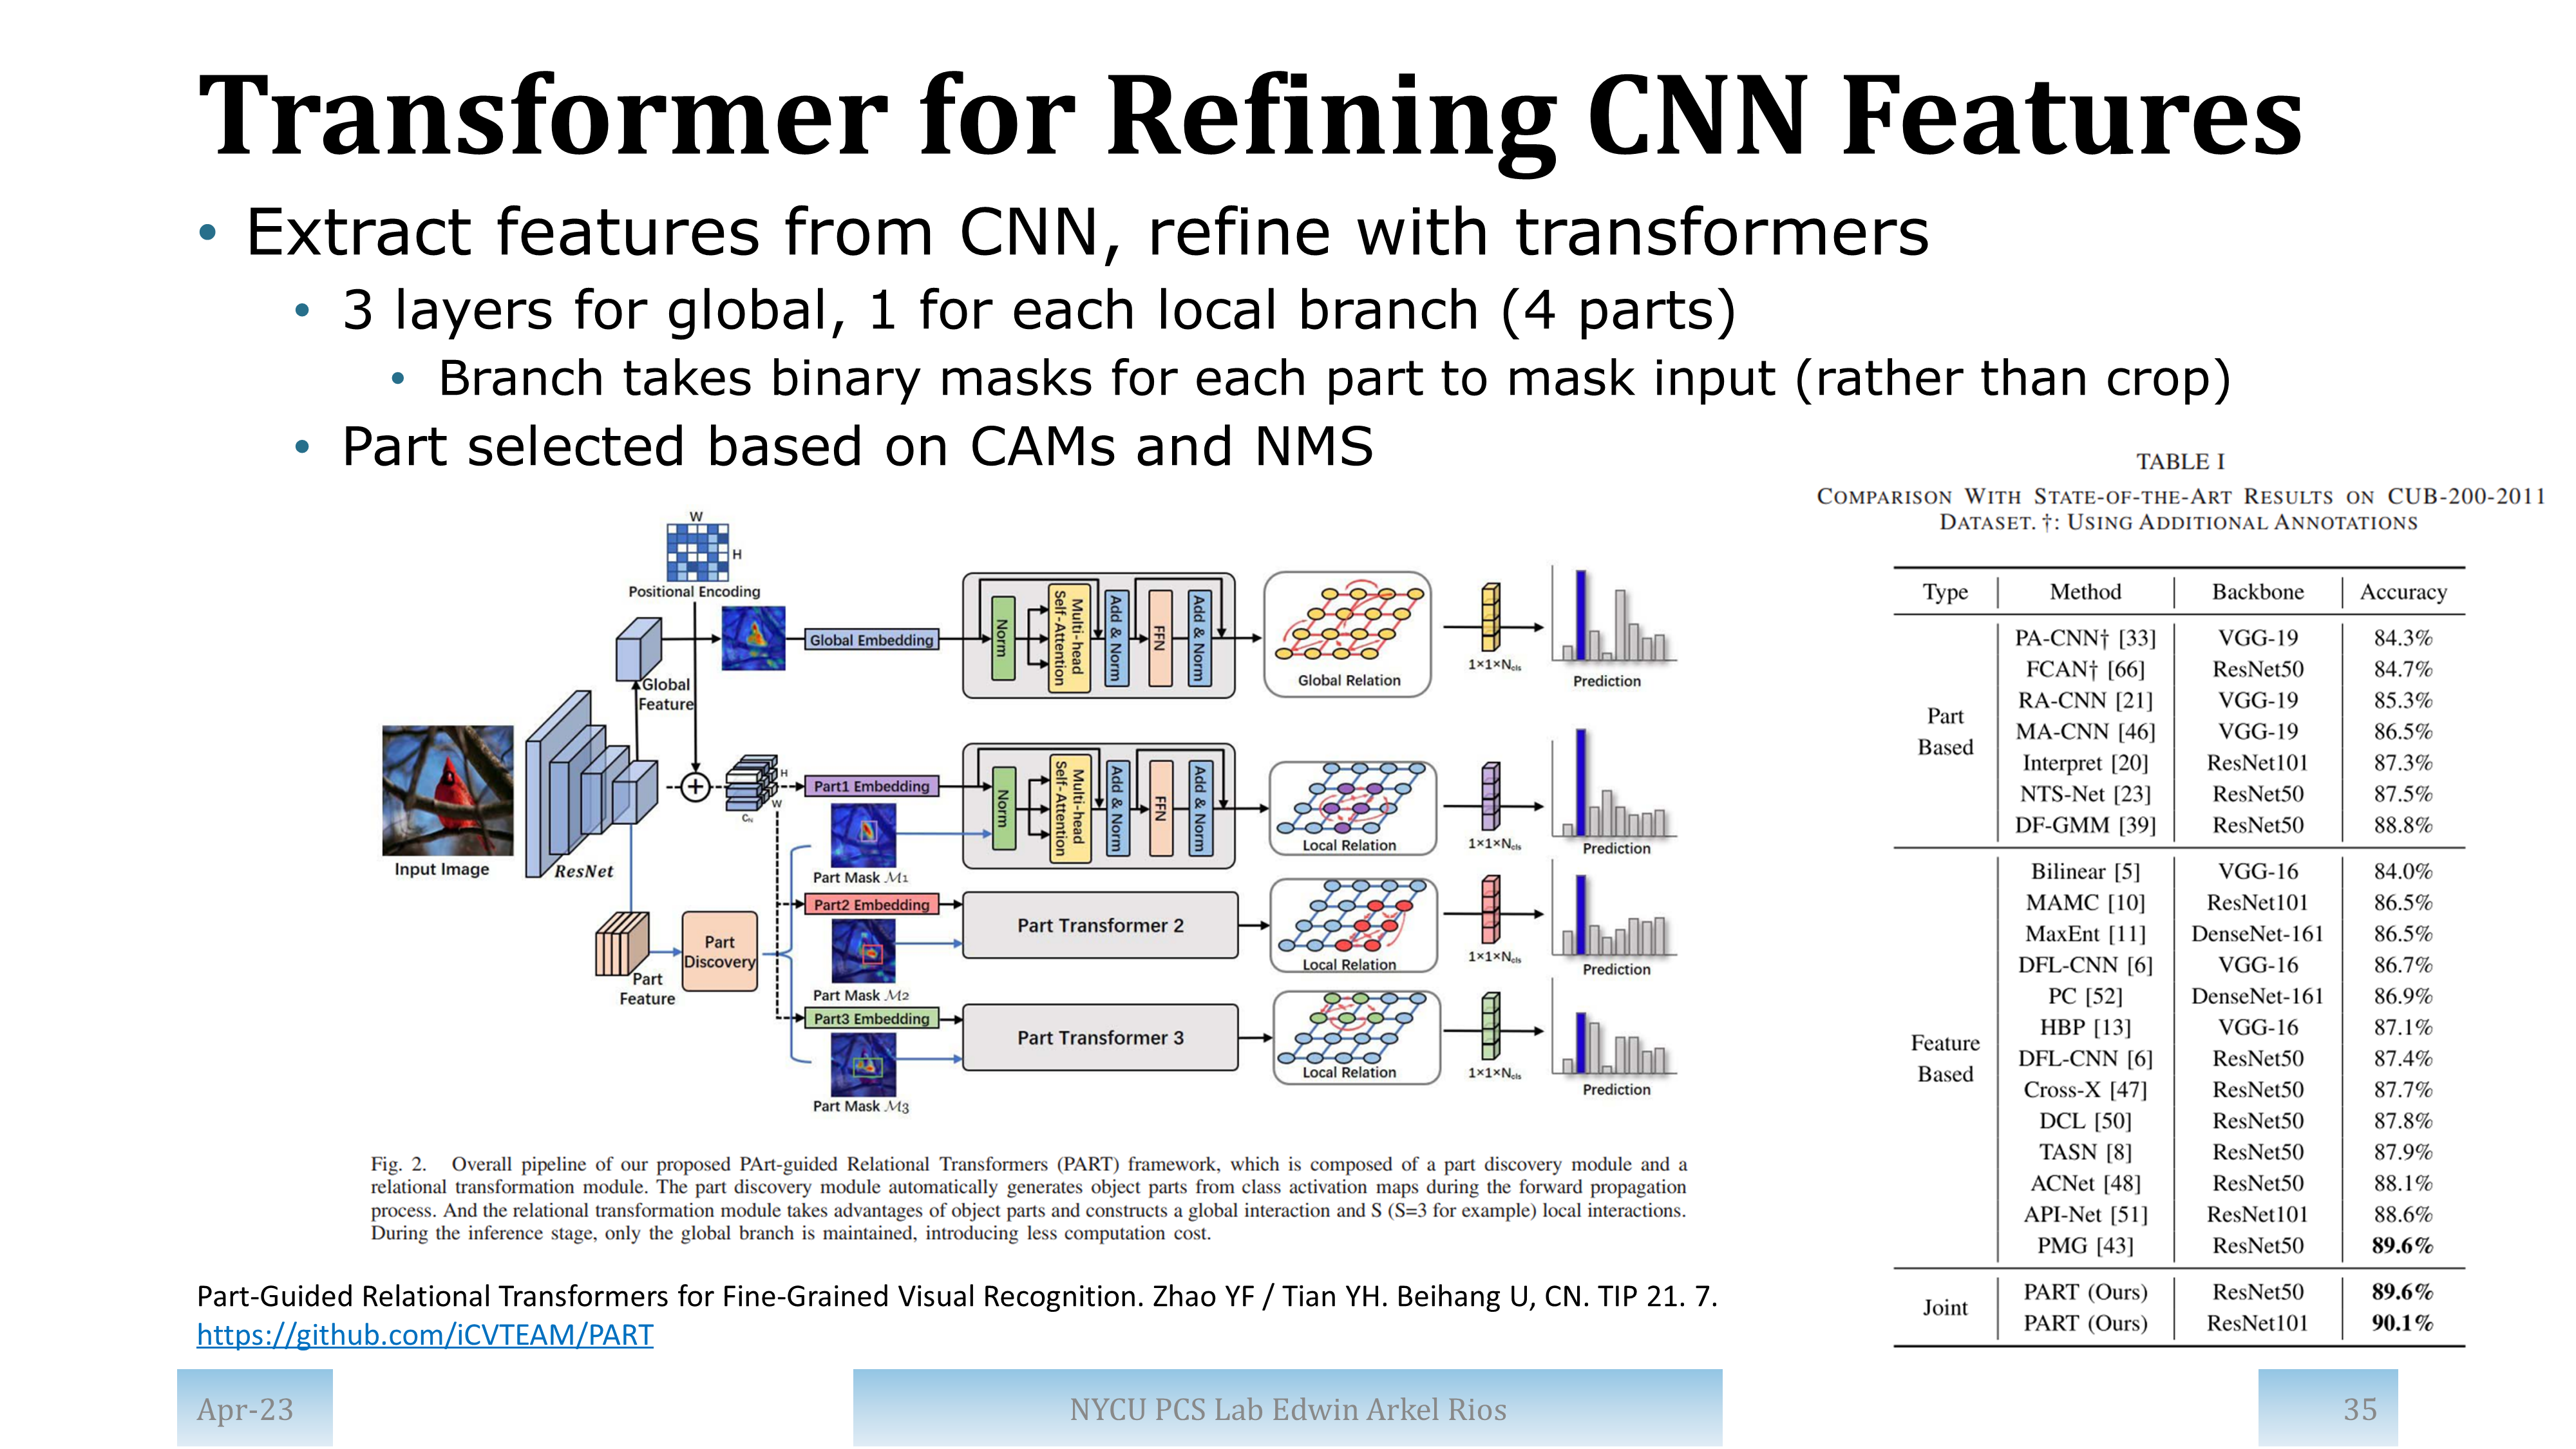 Transformer for Refining CNN Features
• Extract features from CNN, refine with transformers
• 3 layers for global, 1 for each local branch (4 parts)
• Branch takes binary masks for each part to mask input (rather than crop)
• Part selected based on CAMs and NMS
W
H
Positional Encoding
Global Embedding
Norm
Multi-head
Self-Attention
Add & Norm
FFN
Add & Norm
Global Relation
1×1×Ncls
Prediction
Global
Feature
Input Image
ResNet
H
W
CN
Part1 Embedding
Part Mask M1
Norm
Multi-head
Self-Attention
Add & Norm
FFN
Add & Norm
Local Relation
1×1×Ncls
Prediction
Part
Feature
Part
Discovery
Part2 Embedding
Part Mask M2
Part Transformer 2
Local Relation
1×1×Ncls
Prediction
Part3 Embedding
Part Mask M3
Part Transformer 3
Local Relation
1×1×Ncls
Prediction
Fig. 2. Overall pipeline of our proposed PArt-guided Relational Transformers (PART) framework, which is composed of a part discovery module and a
relational transformation module. The part discovery module automatically generates object parts from class activation maps during the forward propagation
process. And the relational transformation module takes advantages of object parts and constructs a global interaction and S (S=3 for example) local interactions.
During the inference stage, only the global branch is maintained, introducing less computation cost.
TABLE I
COMPARISON WITH STATE-OF-THE-ART RESULTS ON CUB-200-2011
DATASET. †: USING ADDITIONAL ANNOTATIONS
Type Method Backbone Accuracy
Part Based
PA-CNN† [33] VGG-19 84.3%
FCAN† [66] ResNet50 84.7%
RA-CNN [21] VGG-19 85.3%
MA-CNN [46] VGG-19 86.5%
Interpret [20] ResNet101 87.3%
NTS-Net [23] ResNet50 87.5%
DF-GMM [39] ResNet50 88.8%
Feature Based
Bilinear [5] VGG-16 84.0%
MAMC [10] ResNet101 86.5%
MaxEnt [11] DenseNet-161 86.5%
DFL-CNN [6] VGG-16 86.7%
PC [52] DenseNet-161 86.9%
HBP [13] VGG-16 87.1%
DFL-CNN [6] ResNet50 87.4%
Cross-X [47] ResNet50 87.7%
DCL [50] ResNet50 87.8%
TASN [8] ResNet50 87.9%
ACNet [48] ResNet50 88.1%
API-Net [51] ResNet101 88.6%
PMG [43] ResNet50 89.6%
Joint
PART (Ours) ResNet50 89.6%
PART (Ours) ResNet101 90.1%
Part-Guided Relational Transformers for Fine-Grained Visual Recognition. Zhao YF / Tian YH. Beihang U, CN. TIP 21. 7.
https://github.com/iCVTEAM/PART
Apr-23
NYCU PCS Lab Edwin Arkel Rios
35